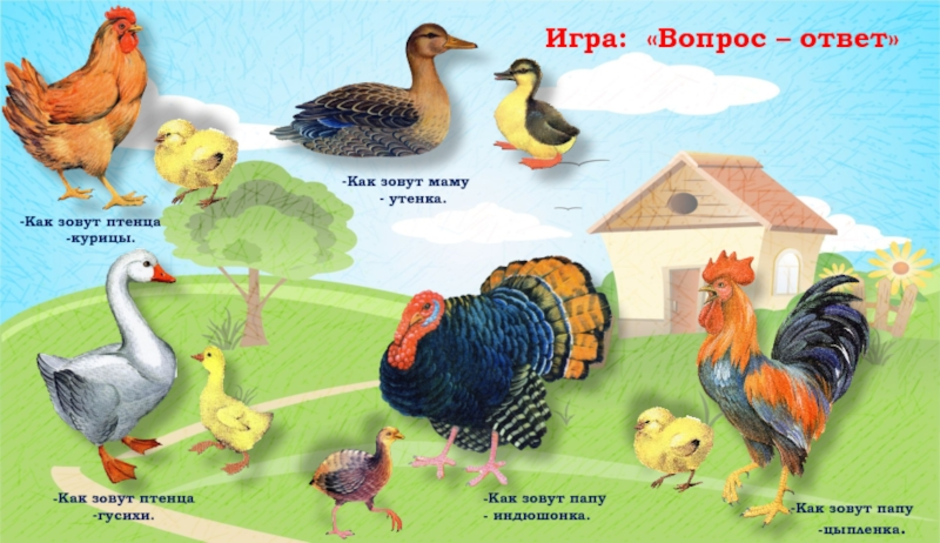 Игра: «Вопрос – ответ»
-Как зовут маму
- утенка.
-Как зовут птенца
-курицы.
-Как зовут птенца
-гусихи.
-Как зовут папу
- индюшонка.
-Как зовут папу
-цыпленка.